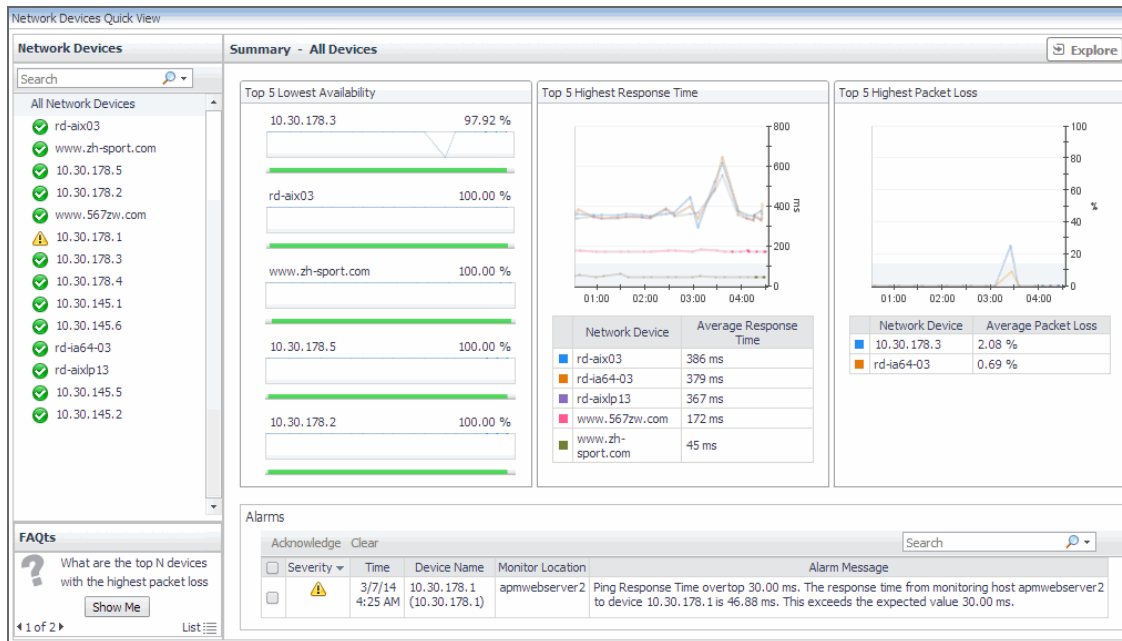 Network Devices Quick View
Network Devices
Search
All Network Devices
rd-aix03
www.zh-sport.com
10.30.178.5
10.30.178.2
www.567zw.com
10.30.178.1
10.30.178.3
10.30.178.4
10.30.145.1
10.30.145.6
rd-ia64-03
rd-aixlp13
10.30.145.5
10.30.145.2
FAQts
?
What are the top N devices
with the highest packet loss
Show Me
1 of 2
List
Summary - All Devices
Explore
Top 5 Lowest Availability
10.30.178.3 97.92 %
rd-aix03 100.00 %
www.zh-sport.com 100.00 %
10.30.178.5 100.00 %
10.30.178.2 100.00 %
Top 5 Highest Response Time
800
600
400
200
0
ms
01:00 02:00 03:00 04:00
Network Device Average Response
Time
rd-aix03 386 ms
rd-ia64-03 379 ms
rd-aixlp13 367 ms
www.567zw.com 172 ms
www.zh-
sport.com 45 ms
Top 5 Highest Packet Loss
100
80
60
40
20
0
%
01:00 02:00 03:00 04:00
Network Device Average Packet Loss
10.30.178.3 2.08 %
rd-ia64-03 0.69 %
Alarms
Acknowledge Clear
Search
Severity Time Device Name Monitor Location Alarm Message
3/7/14 10.30.178.1 apmwebserver2 Ping Response Time overtop 30.00 ms. The response time from monitoring host apmwebserver2
4:25 AM (10.30.178.1) to device 10.30.178.1 is 46.88 ms. This exceeds the expected value 30.00 ms.